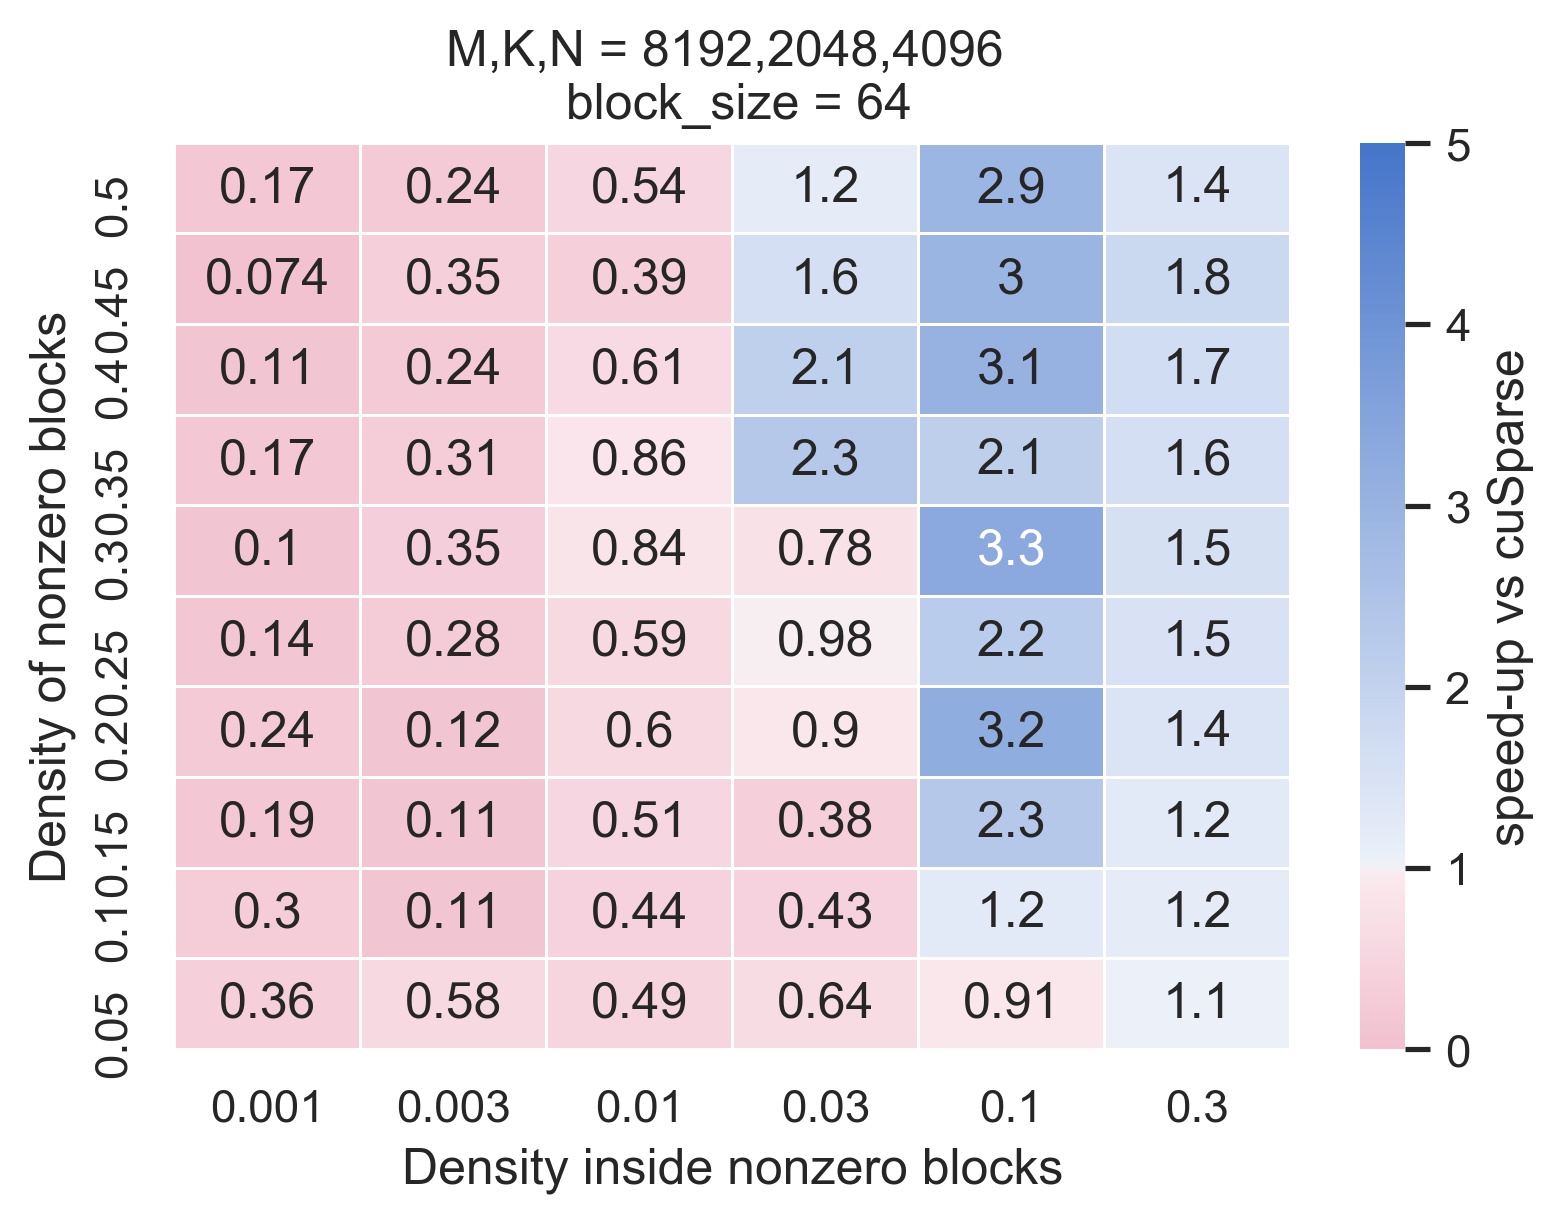 M,K,N = 8192,2048,4096
block_size = 64
Density of nonzero blocks
0.5 0.17 0.24 0.54 1.2 2.9 1.4
0.45 0.074 0.35 0.39 1.6 3 1.8
0.4 0.11 0.24 0.61 2.1 3.1 1.7
0.35 0.17 0.31 0.86 2.3 2.1 1.6
0.3 0.1 0.35 0.84 0.78 3.3 1.5
0.25 0.14 0.28 0.59 0.98 2.2 1.5
0.2 0.24 0.12 0.6 0.9 3.2 1.4
0.15 0.19 0.11 0.51 0.38 2.3 1.2
0.1 0.3 0.11 0.44 0.43 1.2 1.2
0.05 0.36 0.58 0.49 0.64 0.91 1.1
0.001 0.003 0.01 0.03 0.1 0.3
Density inside nonzero blocks
5
4
3
2
1
0
speed-up vs cuSparse